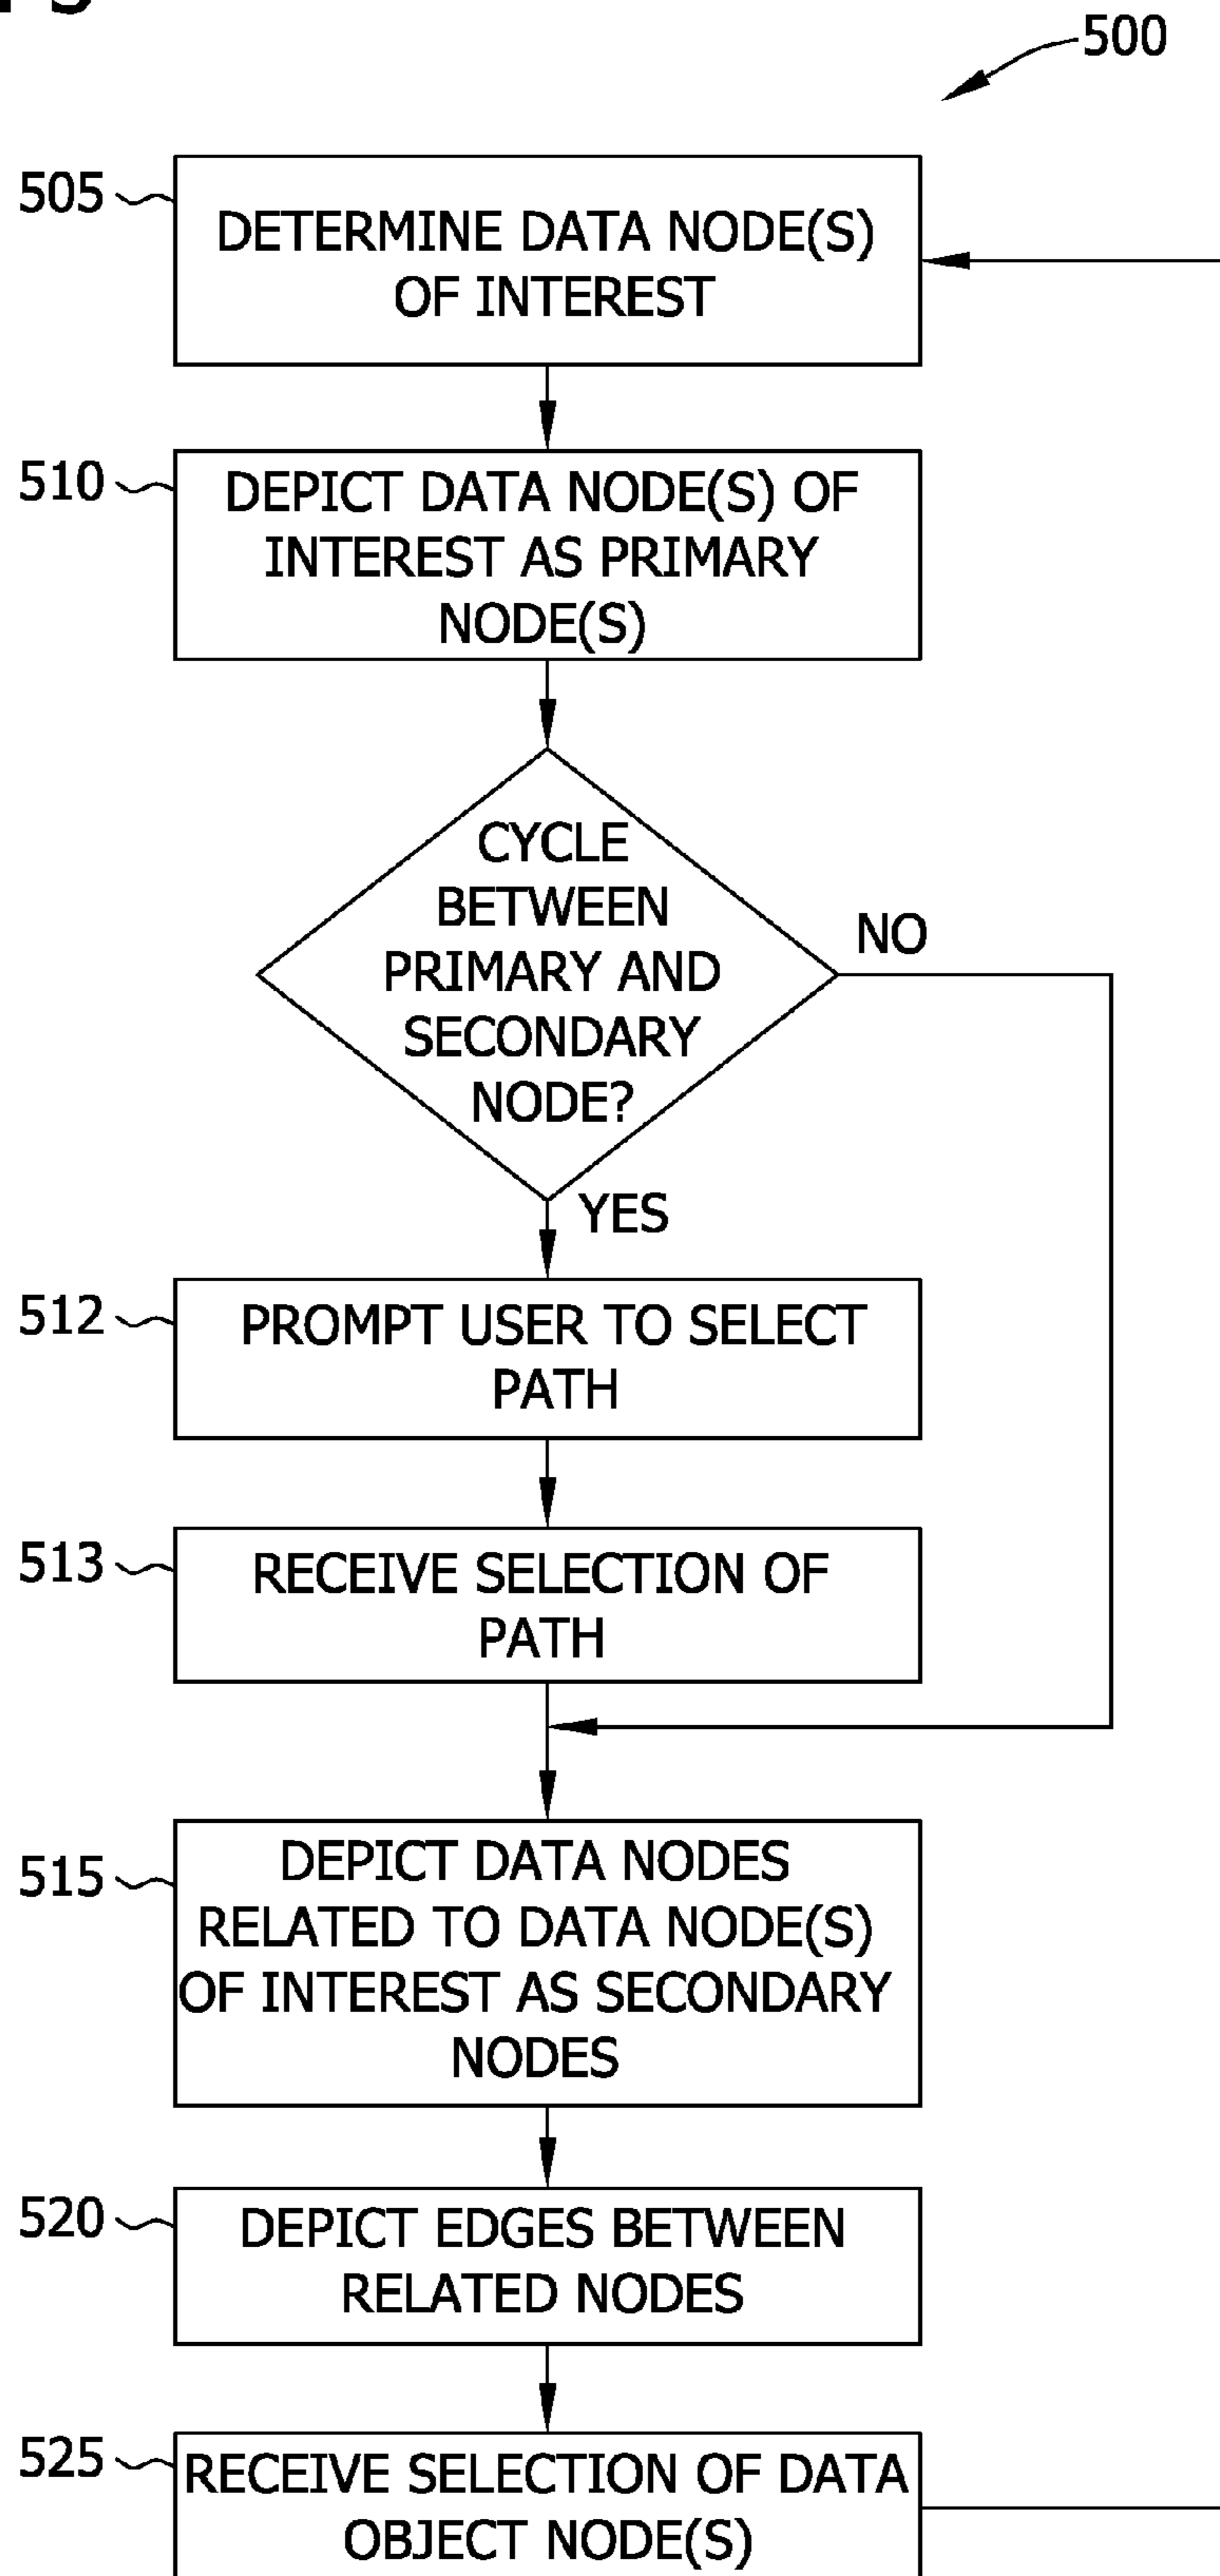 500
505
DETERMINE DATA NODE(S)
OF INTEREST
510
DEPICT DATA NODE(S) OF
INTEREST AS PRIMARY
NODE(S)
CYCLE
BETWEEN
PRIMARY AND
SECONDARY
NODE?
NO
YES
512
PROMPT USER TO SELECT
PATH
513
RECEIVE SELECTION OF
PATH
515
DEPICT DATA NODES
RELATED TO DATA NODE(S)
OF INTEREST AS SECONDARY
NODES
520
DEPICT EDGES BETWEEN
RELATED NODES
525
RECEIVE SELECTION OF DATA
OBJECT NODE(S)